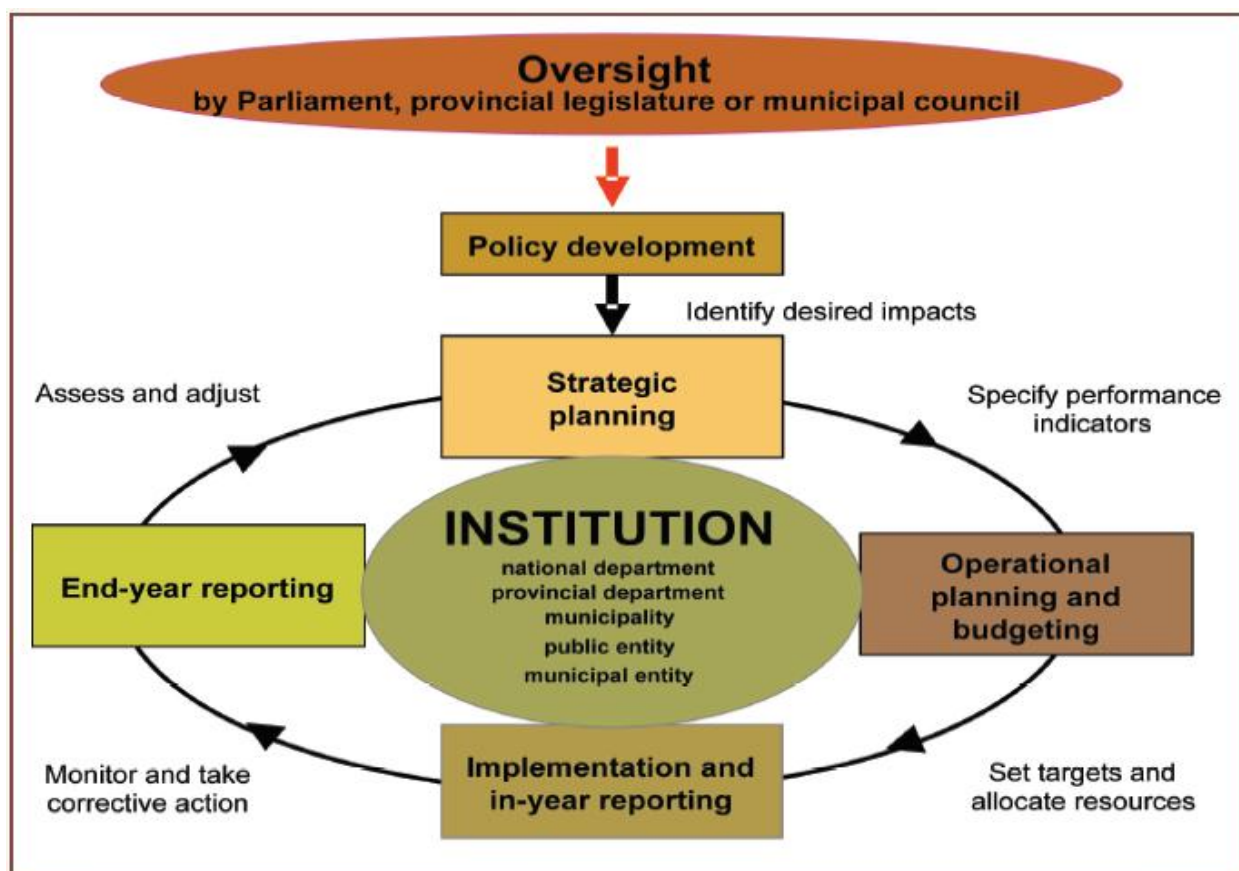 Oversight
by Parliament, provincial legislature or municipal council
Policy development
Identify desired impacts
Strategic
planning
Assess and adjust
Specify performance
indicators
INSTITUTION
national department
provincial department
municipality
public entity
municipal entity
End-year reporting
Operational
planning and
budgeting
Implementation and
in-year reporting
Monitor and take
corrective action
Set targets and
allocate resources